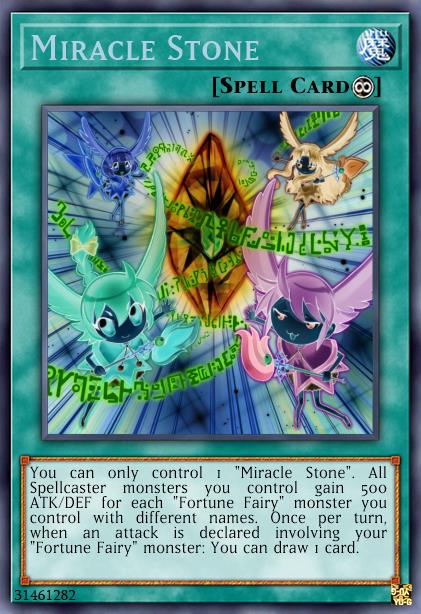 MIRACLE STONE
[SPELL CARD]
You can only control 1 "Miracle Stone". All
Spellcaster monsters you control gain 500
ATK/DEF for each "Fortune Fairy" monster you
control with different names. Once per turn,
when an attack is declared involving your
"Fortune Fairy" monster: You can draw 1 card.
31461282